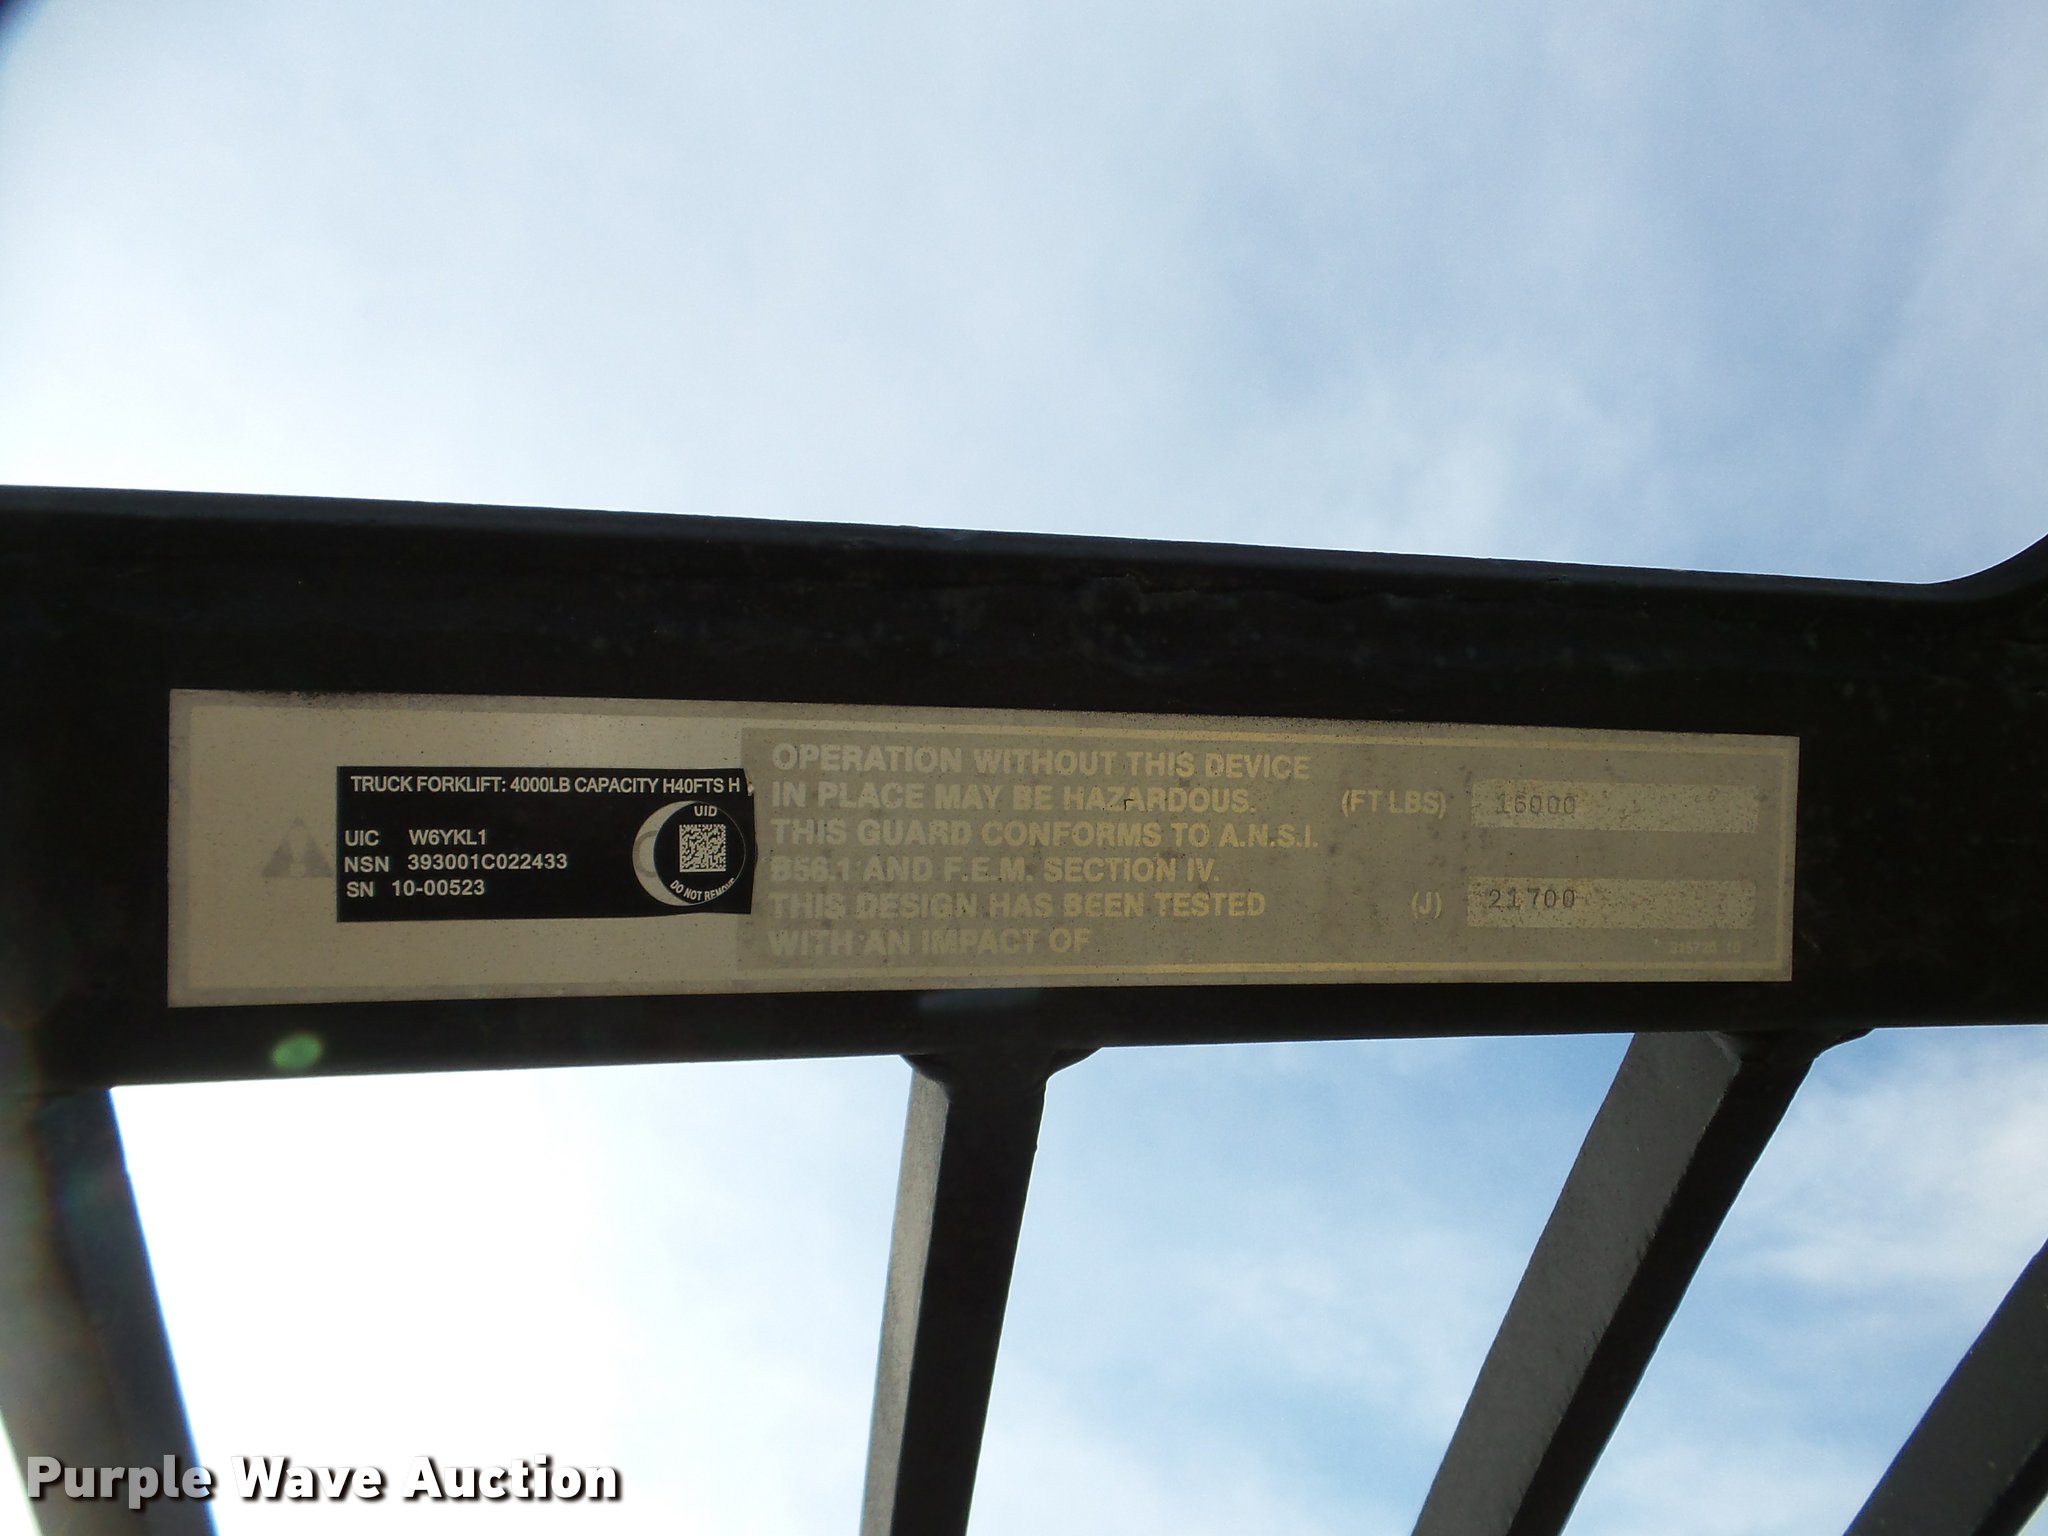 TRUCK FORKLIFT: 4000LB CAPACITY H40FTS H
UID
UIC W6YKL1
NSN 393001C022433
SN 10-00523
DO NOT REMOVE
OPERATION WITHOUT THIS DEVICE
IN PLACE MAY BE HAZARDOUS.
THIS GUARD CONFORMS TO A.N.S.I.
B56.1 AND F.E.M. SECTION IV.
THIS DESIGN HAS BEEN TESTED
WITH AN IMPACT OF
(FT LBS) 16000
(J) 21700
Purple Wave Auction